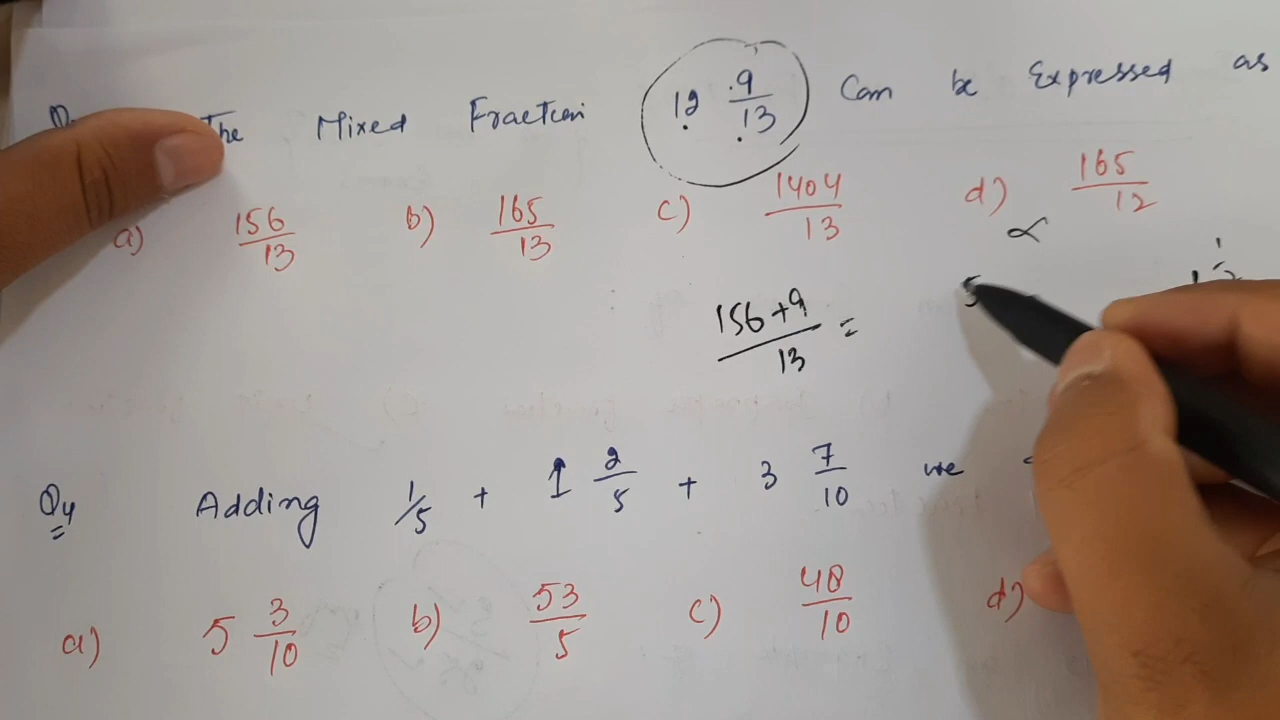 The Mixed Fraction 12 9/13 Can be Expressed as
a) 156/13 b) 165/13 c) 1404/13 d) 165/12
156+9/13 = 5
Q4 Adding 1/5 + 1 2/5 + 3 7/10 we
a) 5 3/10 b) 53/5 c) 48/10 d)